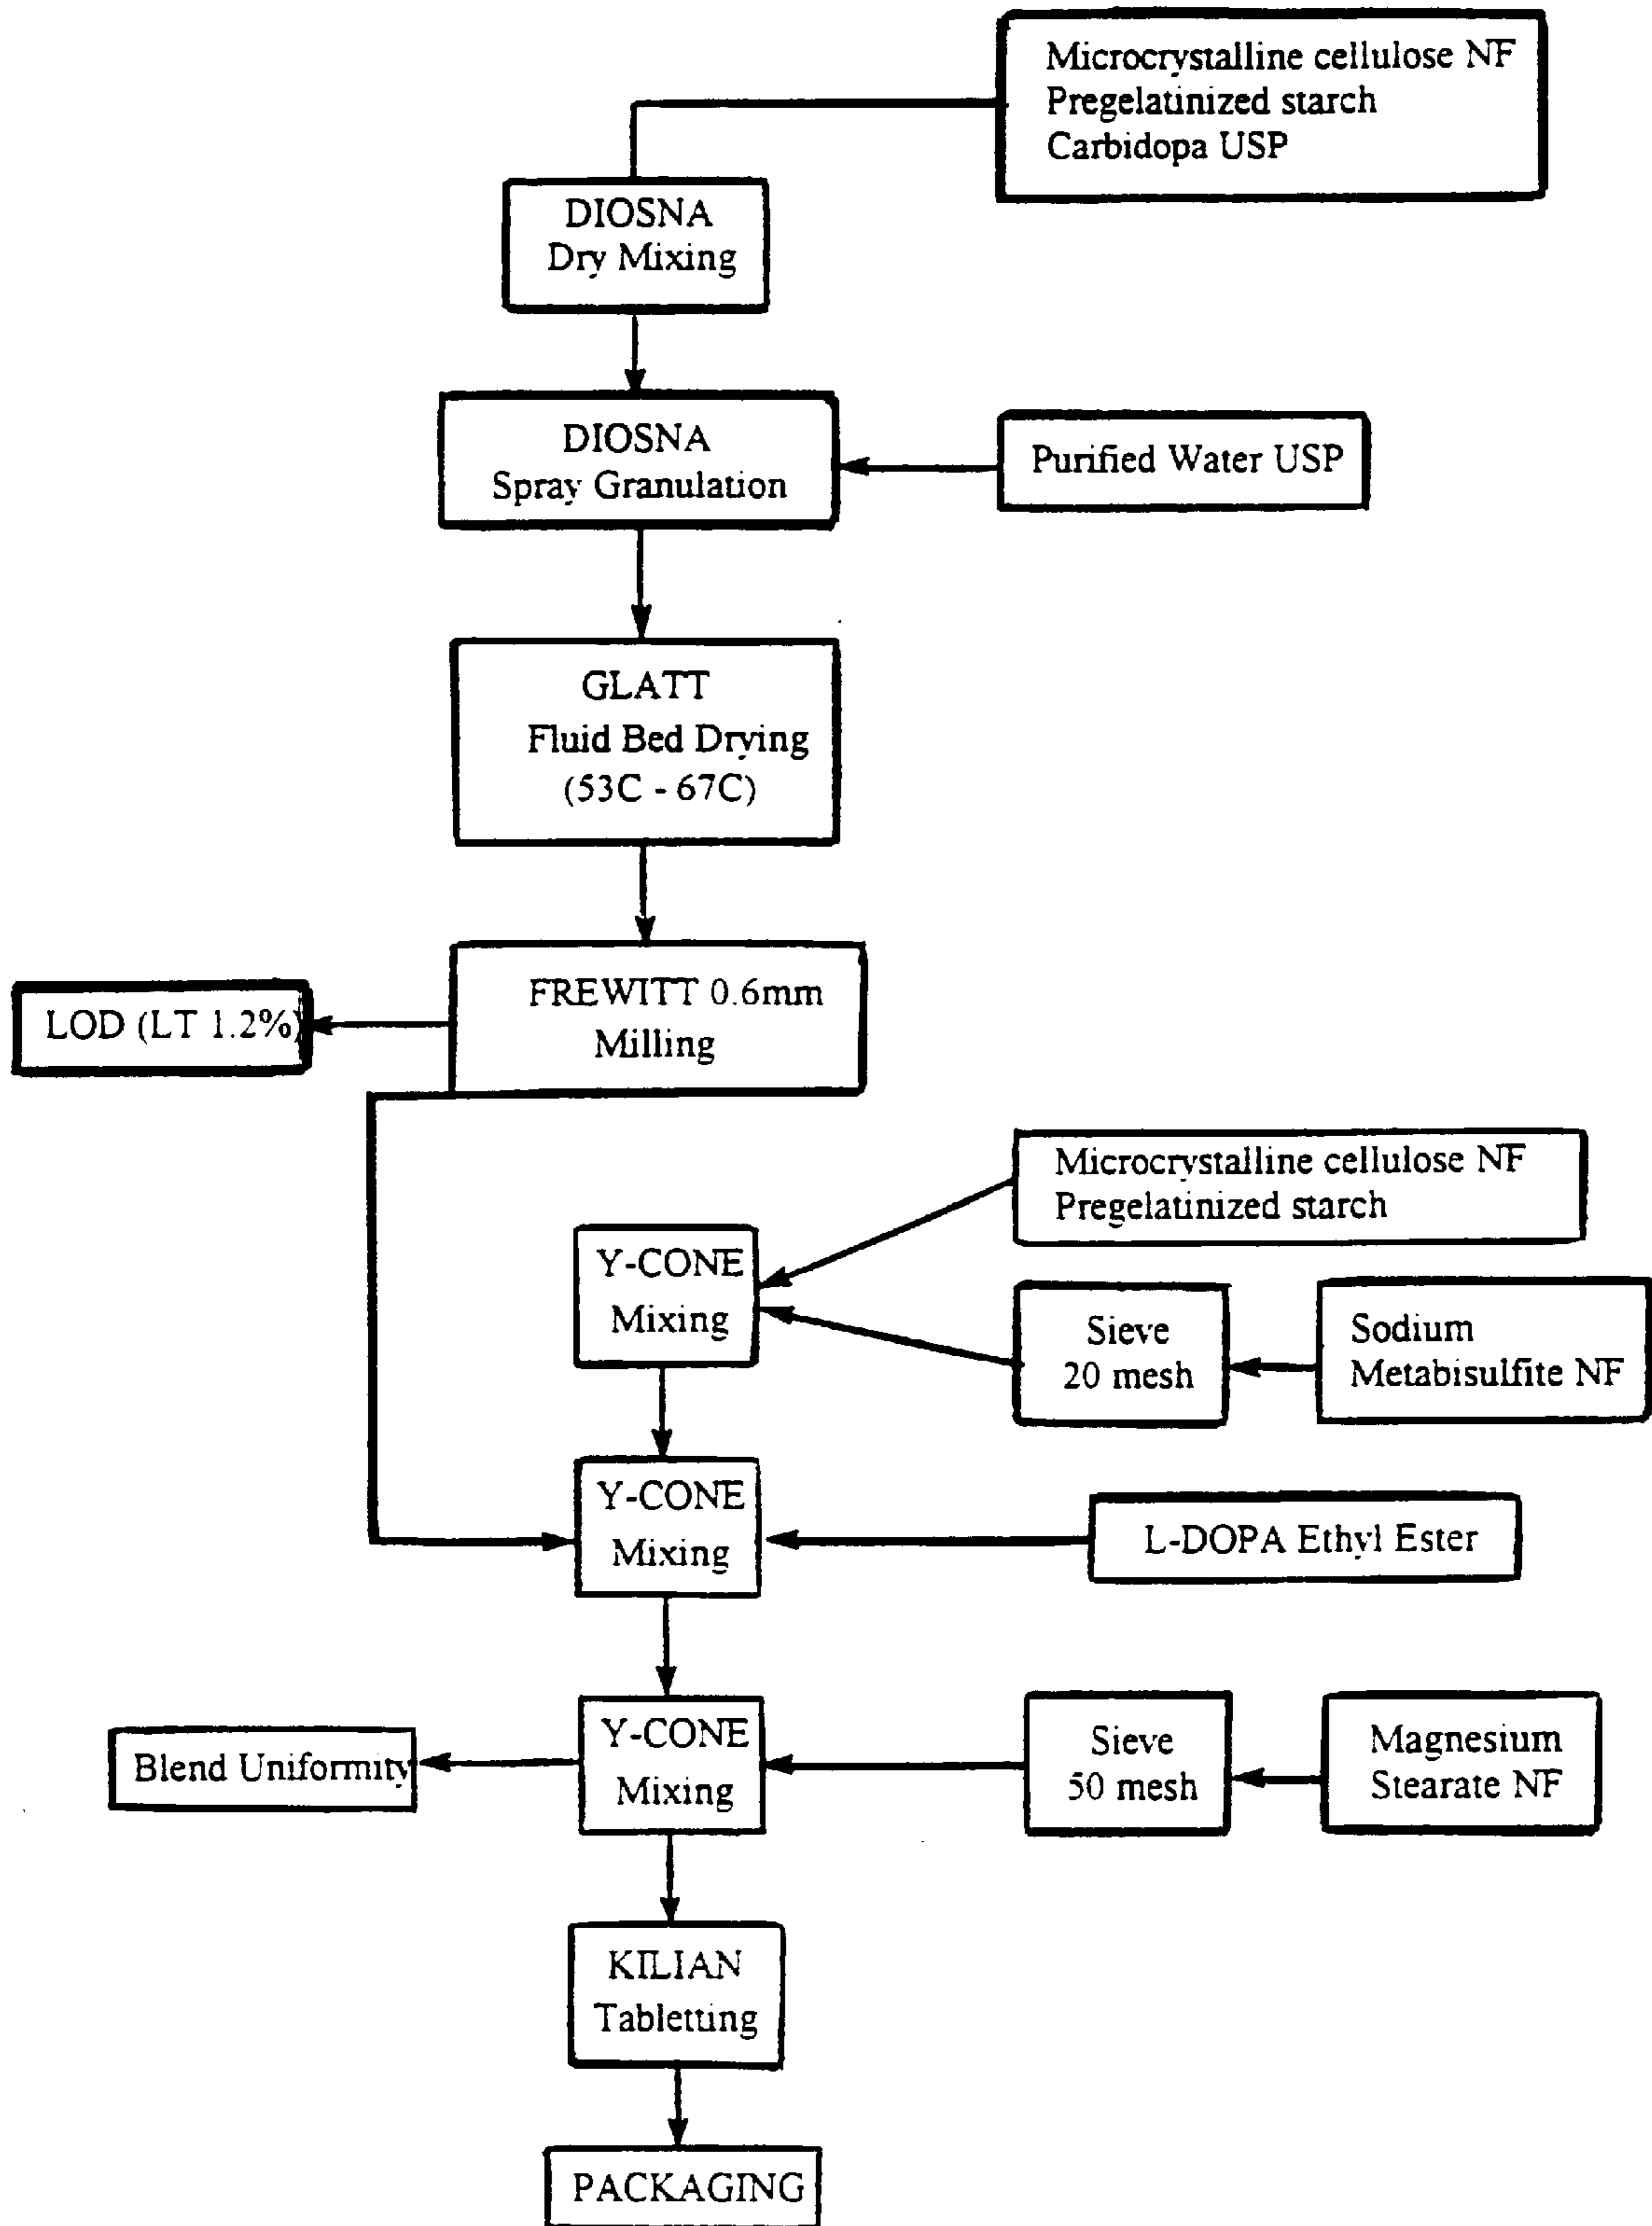 Microcrystalline cellulose NF
Pregelatinized starch
Carbidopa USP
DIOSNA
Dry Mixing
DIOSNA
Spray Granulation
Purified Water USP
GLATT
Fluid Bed Drying
(53C - 67C)
FREWITT 0.6mm
Milling
LOD (LT 1.2%)
Microcrystalline cellulose NF
Pregelatinized starch
Y-CONE
Mixing
Sieve
20 mesh
Sodium
Metabisulfite NF
Y-CONE
Mixing
L-DOPA Ethyl Ester
Y-CONE
Mixing
Blend Uniformity
Sieve
50 mesh
Magnesium
Stearate NF
KILIAN
Tabletting
PACKAGING